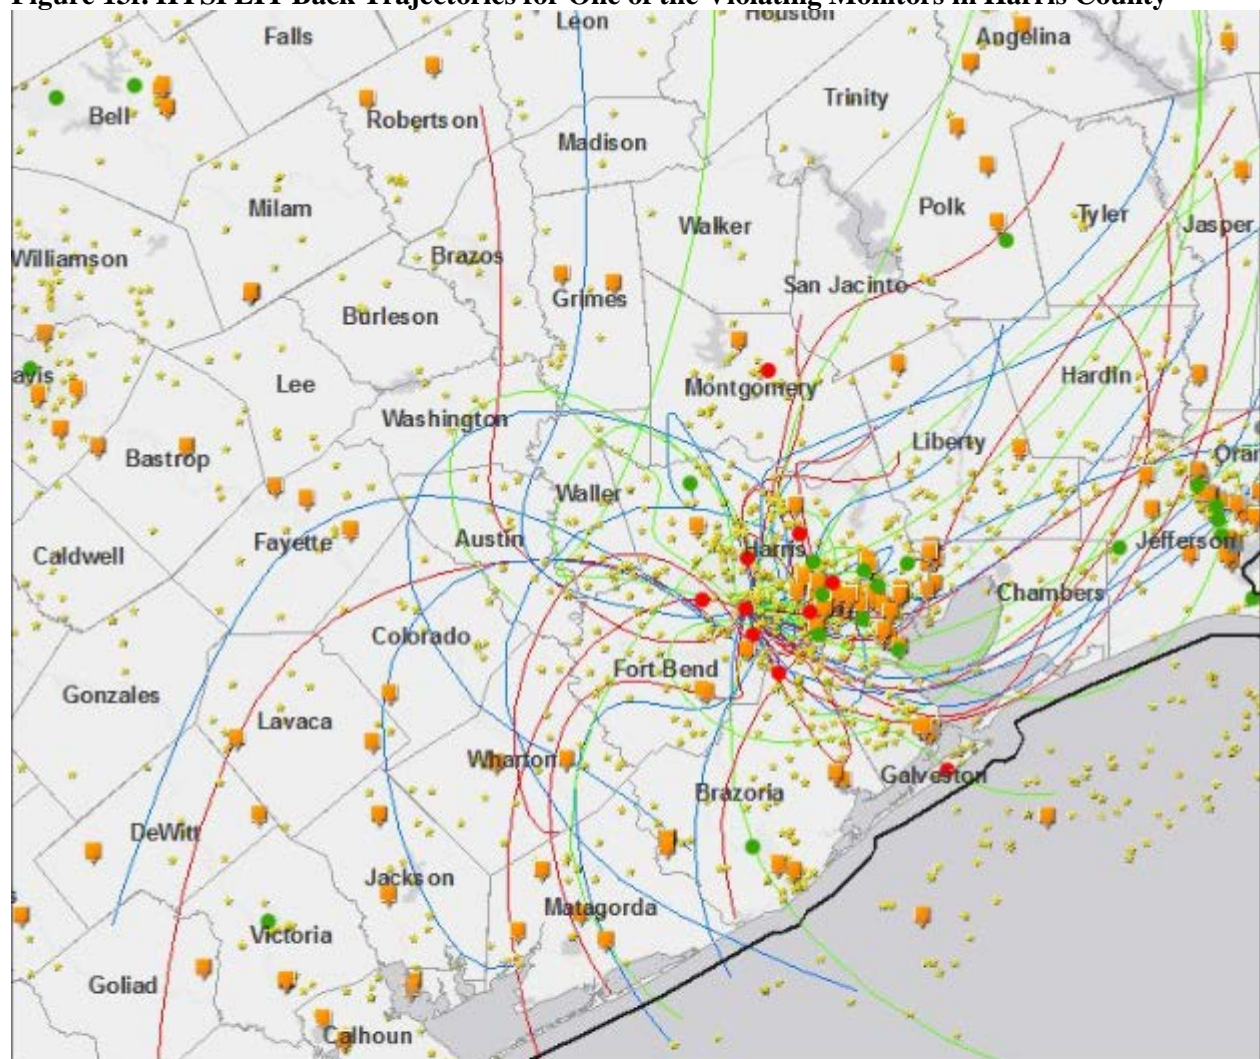 Figure 13f. HYSPLIT Back Trajectories for One of the Violating Monitors in Harris County
Leon
Houston
Falls
Angelina
Bell
Robertson
Trinity
Madison
Milam
Polk
Tyler
Walker
Jasper
Williamson
Brazos
San Jacinto
Grimes
Burleson
Lee
avis
Montgomery
Hardin
Washington
Liberty
Bastrop
Oran
Waller
Austin
Fayette
Harris
Jefferson
Caldwell
Chambers
Colorado
Fort Bend
Gonzales
Lavaca
Wharton
Galveston
Brazoria
DeWitt
Jackson
s
Matagorda
Victoria
Goliad
Calhoun